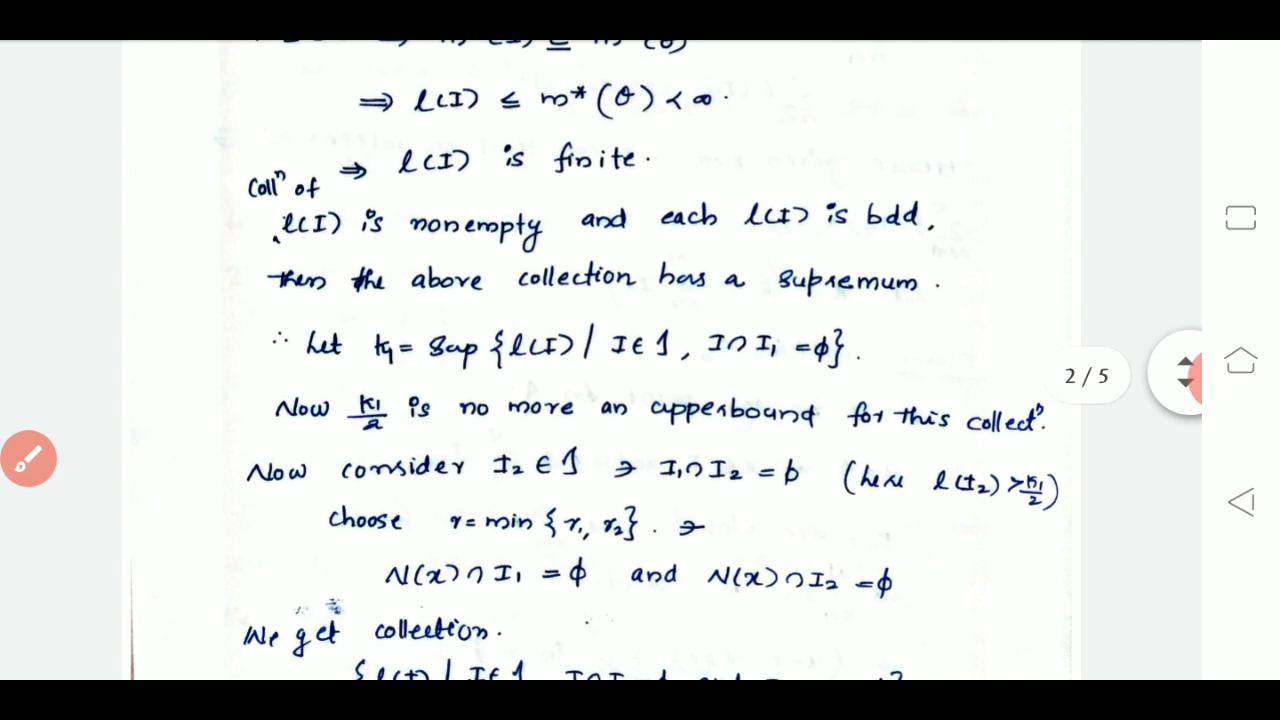 ⇒ l(I) ≤ m*(θ) < ∞.
⇒ l(I) is finite.
Collⁿ of
l(I) is nonempty and each l(I) is bdd.
then the above collection has a supremum.
∴ Let k₁ = Sup {l(I) / I ∈ 1, I ∩ I₁ = ϕ}.
2 / 5
Now k₁/2 is no more an upperbound for this collectⁿ.
Now consider I₂ ∈ 1 ∋ I₁ ∩ I₂ = ϕ (here l(I₂) > k₁/2)
choose r = min {r₁, r₂}. ∋
N(x) ∩ I₁ = ϕ and N(x) ∩ I₂ = ϕ
We get collection.